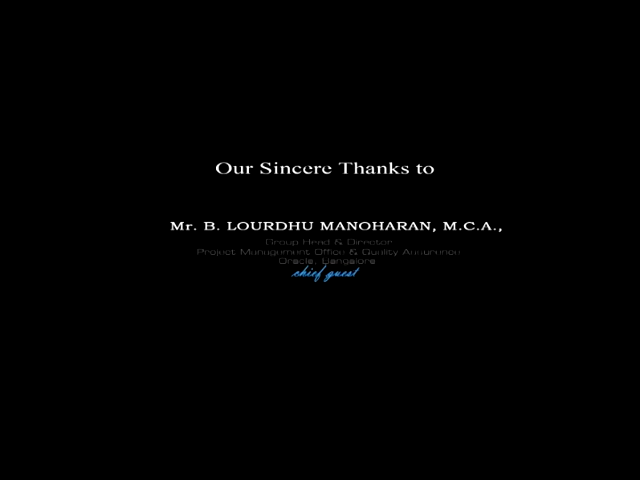 Our Sincere Thanks to
Mr. B. LOURDHU MANOHARAN, M.C.A.,
Group Head & Director
Project Management Office & Quality
Oracle, Bangalore
chief guest